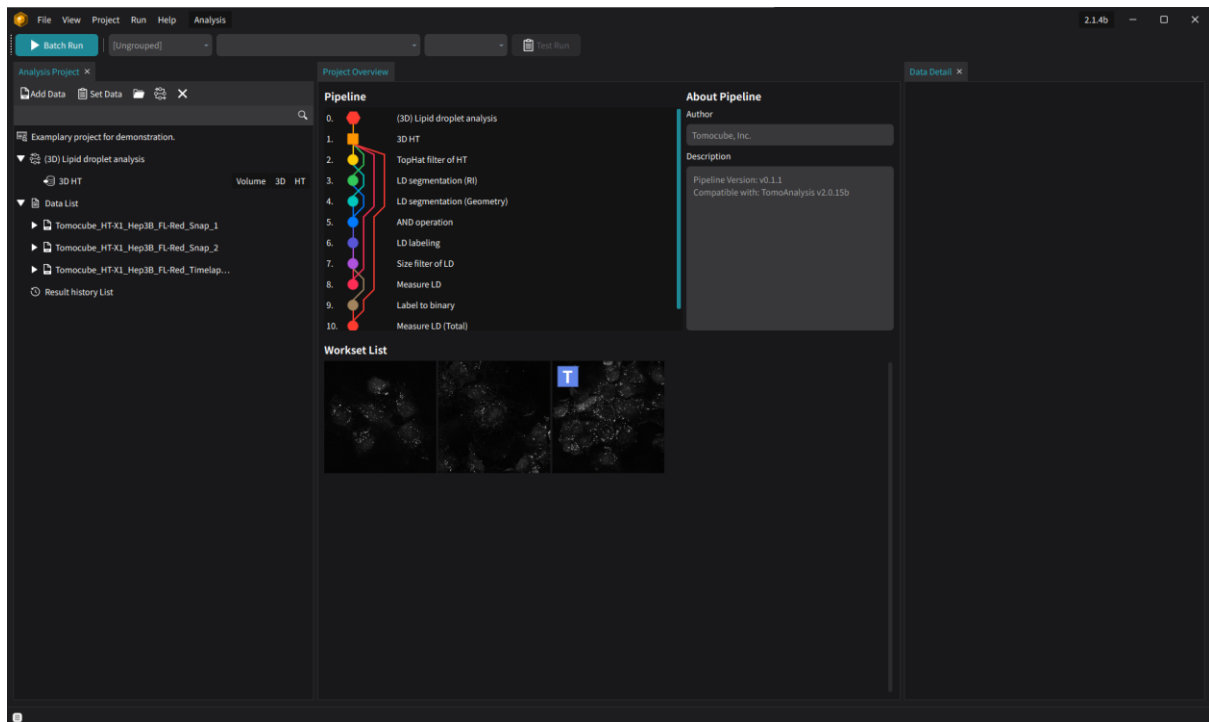 File View Project Run Help Analysis 2.1.4b
Batch Run [Ungrouped] Test Run
Analysis Project
Add Data Set Data
Examplary project for demonstration.
(3D) Lipid droplet analysis
3D HT Volume 3D HT
Data List
Tomocube_HT-X1_Hep3B_FL-Red_Snap_1
Tomocube_HT-X1_Hep3B_FL-Red_Snap_2
Tomocube_HT-X1_Hep3B_FL-Red_Timelap...
Result history List
Project Overview
Pipeline
0. (3D) Lipid droplet analysis
1. 3D HT
2. TopHat filter of HT
3. LD segmentation (RI)
4. LD segmentation (Geometry)
5. AND operation
6. LD labeling
7. Size filter of LD
8. Measure LD
9. Label to binary
10. Measure LD (Total)
About Pipeline
Author
Tomocube, Inc.
Description
Pipeline Version: v0.1.1
Compatible with: TomoAnalysis v2.0.15b
Workset List
T
Data Detail